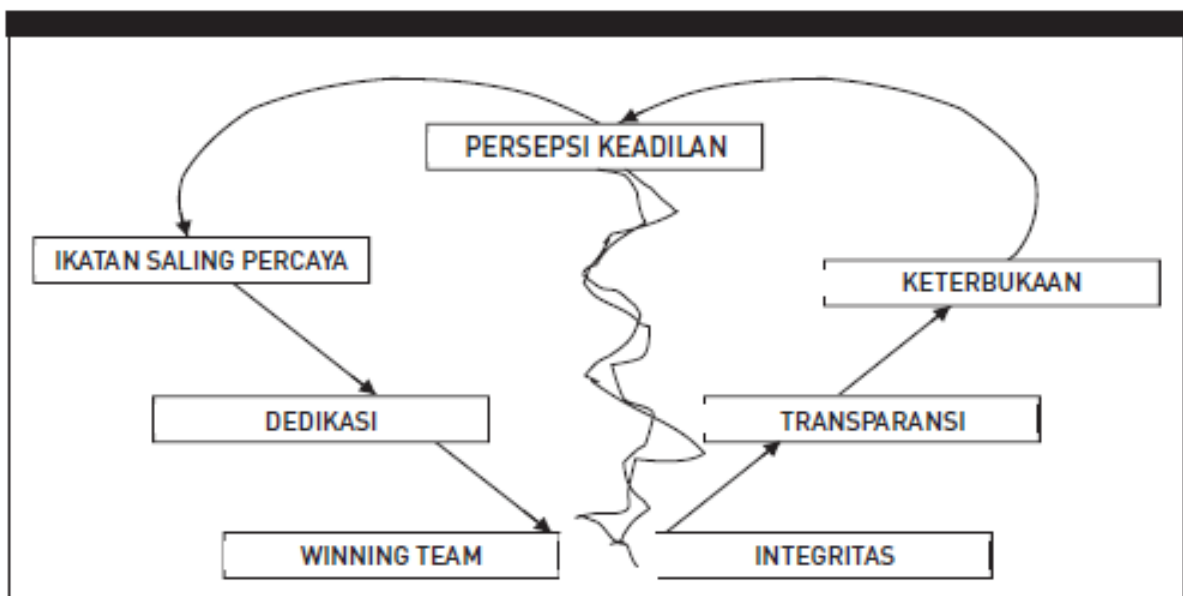 PERSEPSI KEADILAN
IKATAN SALING PERCAYA
KETERBUKAAN
DEDIKASI
TRANSPARANSI
WINNING TEAM
INTEGRITAS